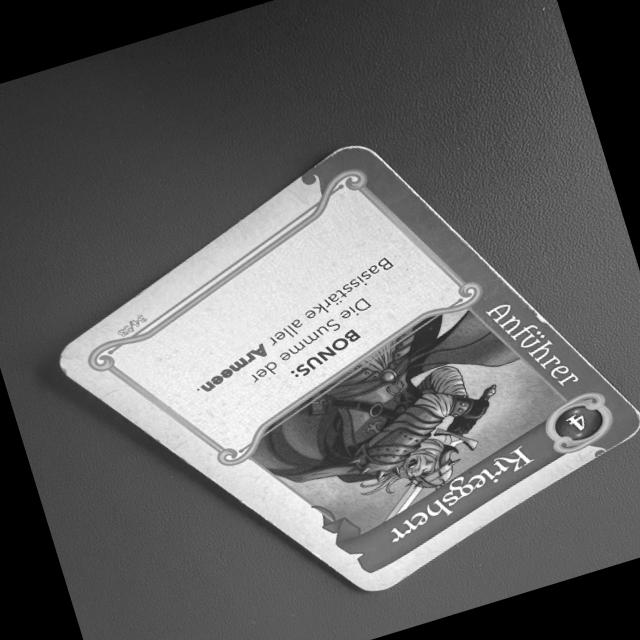 4
Kriegsherr
Anführer
BONUS:
Die Summe der
Basisstärke aller Armeen.